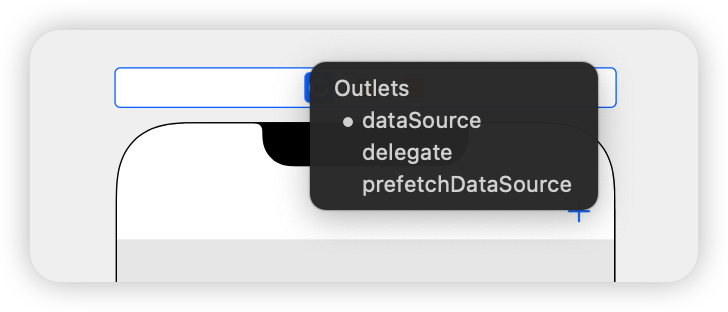 Outlets
dataSource
delegate
prefetchDataSource